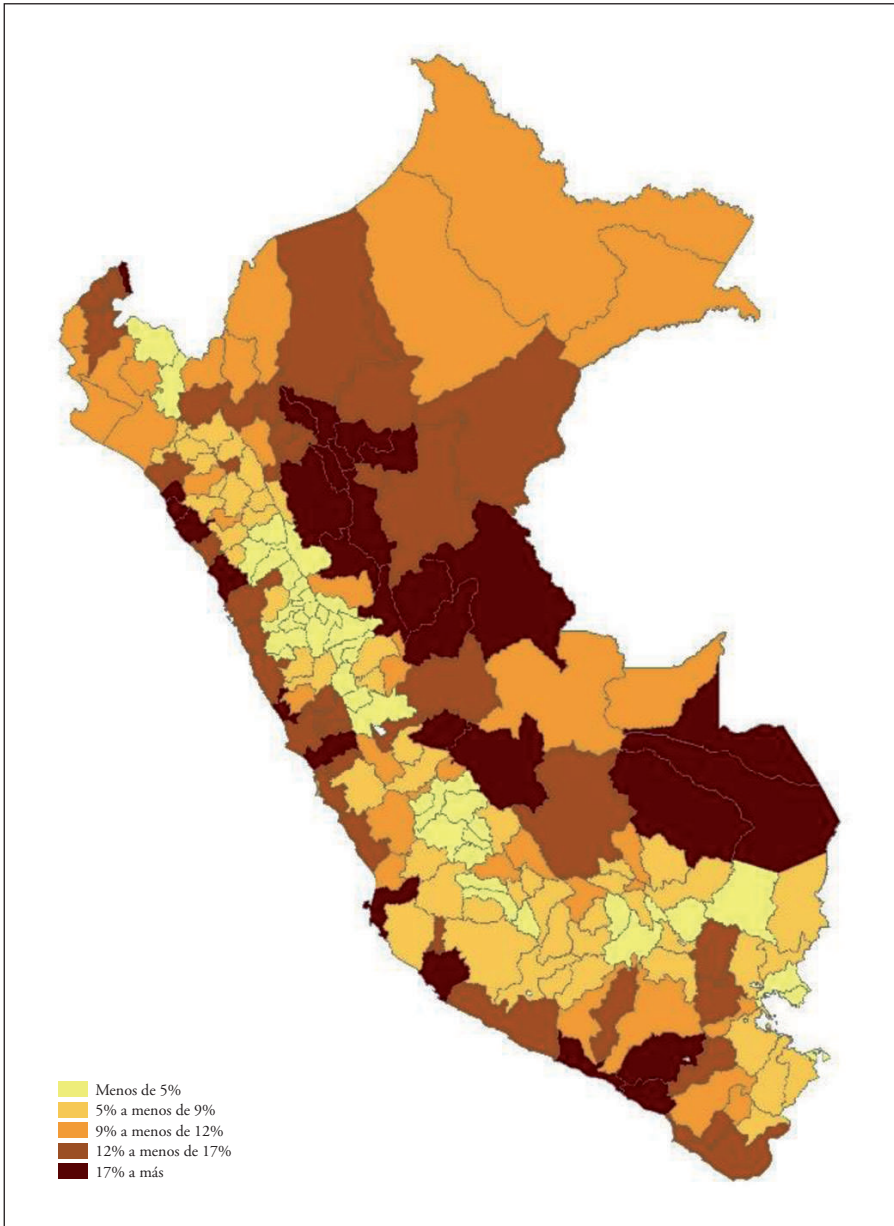 Menos de 5%
5% a menos de 9%
9% a menos de 12%
12% a menos de 17%
17% a más